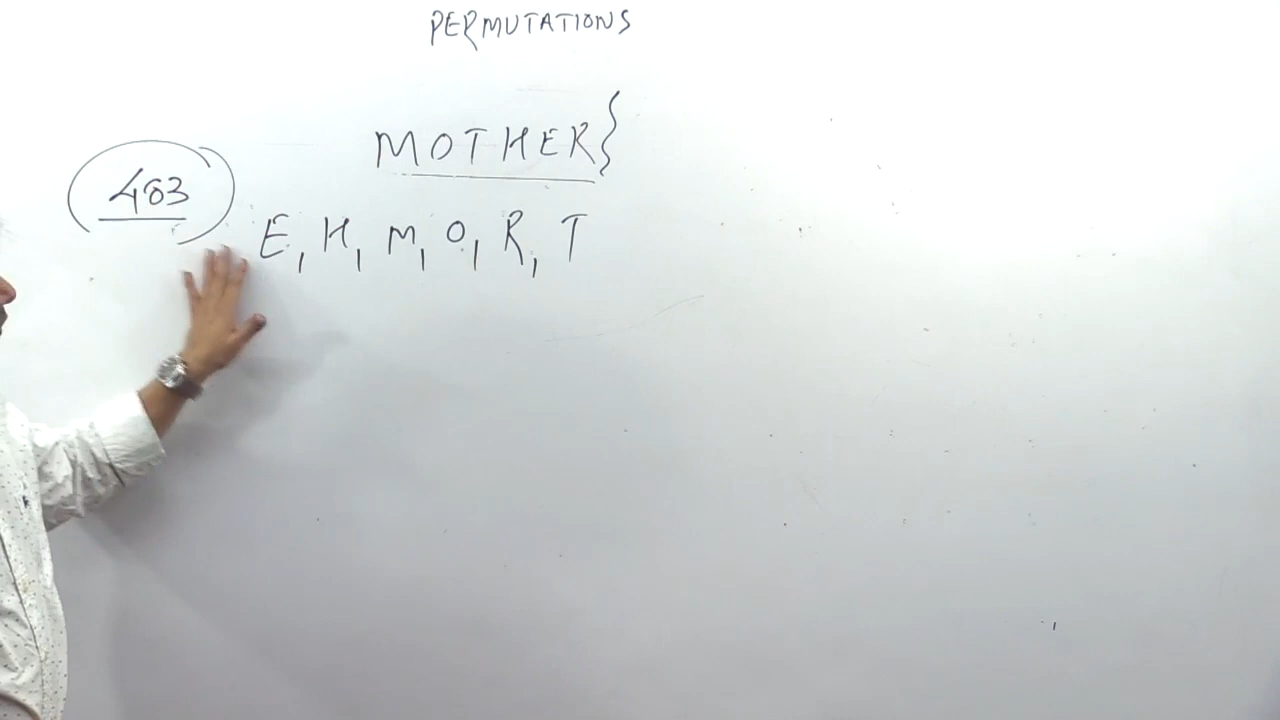 PERMUTATIONS
MOTHER}
483
E, H, M, O, R, T